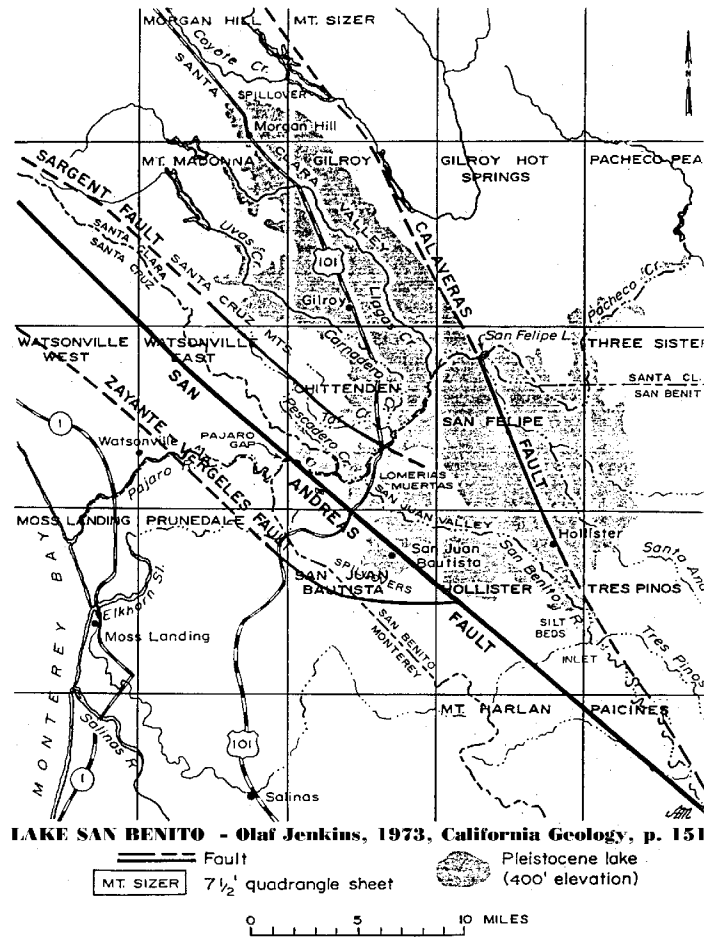 MORGAN HILL
MT. SIZER
Coyote Cr.
SANTA
SPILLOVER
Morgan Hill
N
MT. MADONNA
CLARA
GILROY
GILROY HOT
SPRINGS
PACHECO PEA
SARGENT
FAULT
VALLEY
CALAVERAS
SANTA CLARA
SANTA CRUZ
Uvas Cr.
SANTA CRUZ MTS.
101
Gilroy
Llagas Cr.
Pacheco Cr.
WATSONVILLE
WEST
WATSONVILLE
EAST
Carnadero Cr.
San Felipe L.
THREE SISTER
SAN
CHITTENDEN
SANTA CL.
SAN BENIT
ZAYANTE - VERGELES FAULT
Pescadero Cr.
SAN FELIPE
1
Watsonville
PAJARO
GAP
FAULT
Pajaro R.
LOMERIAS
MUERTAS
ANDREAS
MOSS LANDING
PRUNEDALE
SAN JUAN VALLEY
Hollister
San Juan
Bautista
Santa Ana
San Benito R.
SPILLOVERS
SAN JUAN
BAUTISTA
HOLLISTER
TRES PINOS
Elkhorn Sl.
FAULT
SILT
BEDS
Moss Landing
SAN BENITO
MONTEREY
Tres Pinos
INLET
MONTEREY BAY
Salinas R.
MT HARLAN
PAICINES
101
1
Salinas
LAKE SAN BENITO - Olaf Jenkins, 1973, California Geology, p. 151
Fault
Pleistocene lake
(400' elevation)
MT. SIZER
7 1/2' quadrangle sheet
0 5 10 MILES